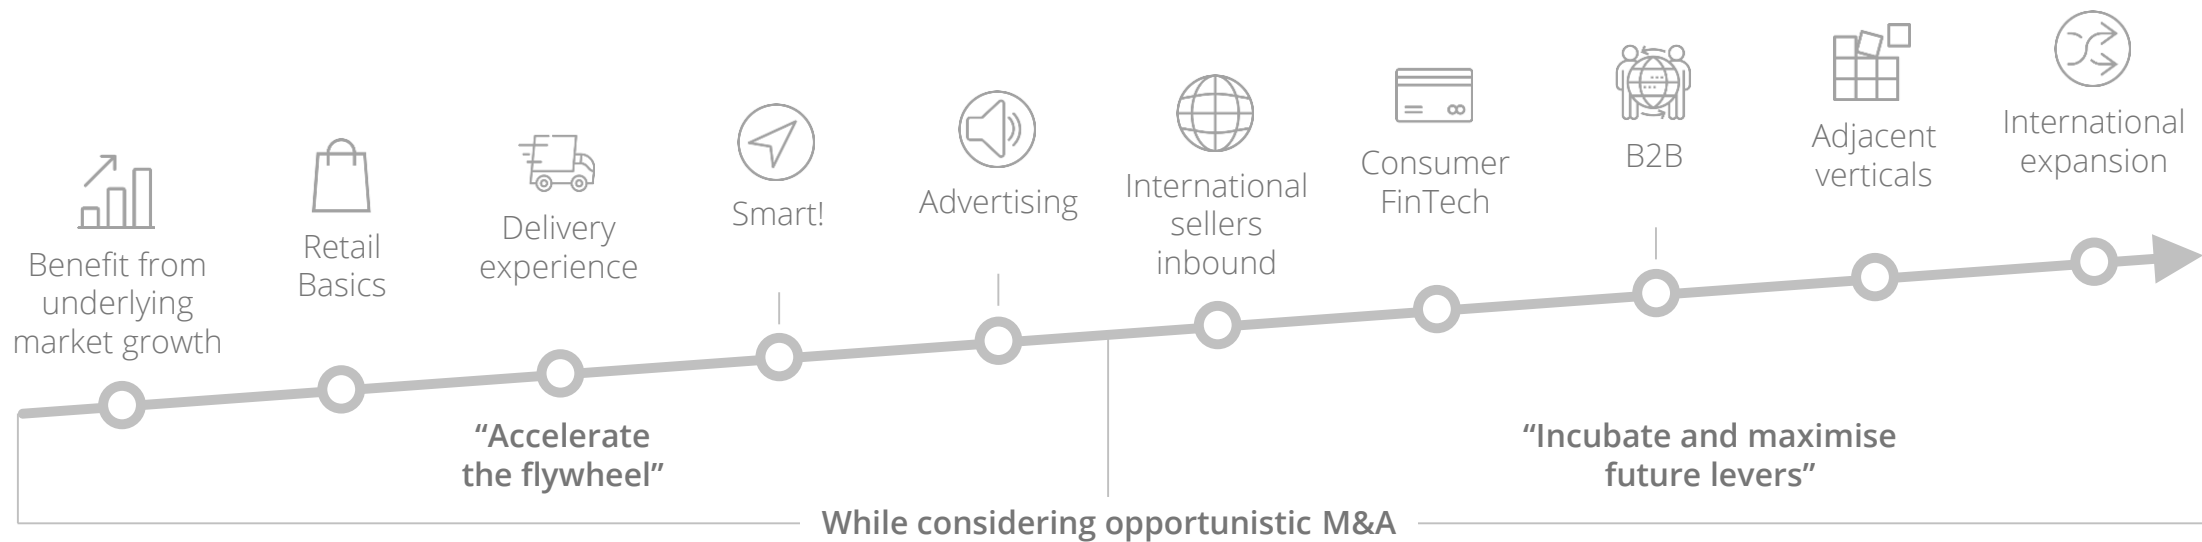 Benefit from
underlying
market growth
Retail
Basics
Delivery
experience
Smart!
Advertising
International
sellers
inbound
Consumer
FinTech
B2B
Adjacent
verticals
International
expansion
“Accelerate
the flywheel”
“Incubate and maximise
future levers”
While considering opportunistic M&A